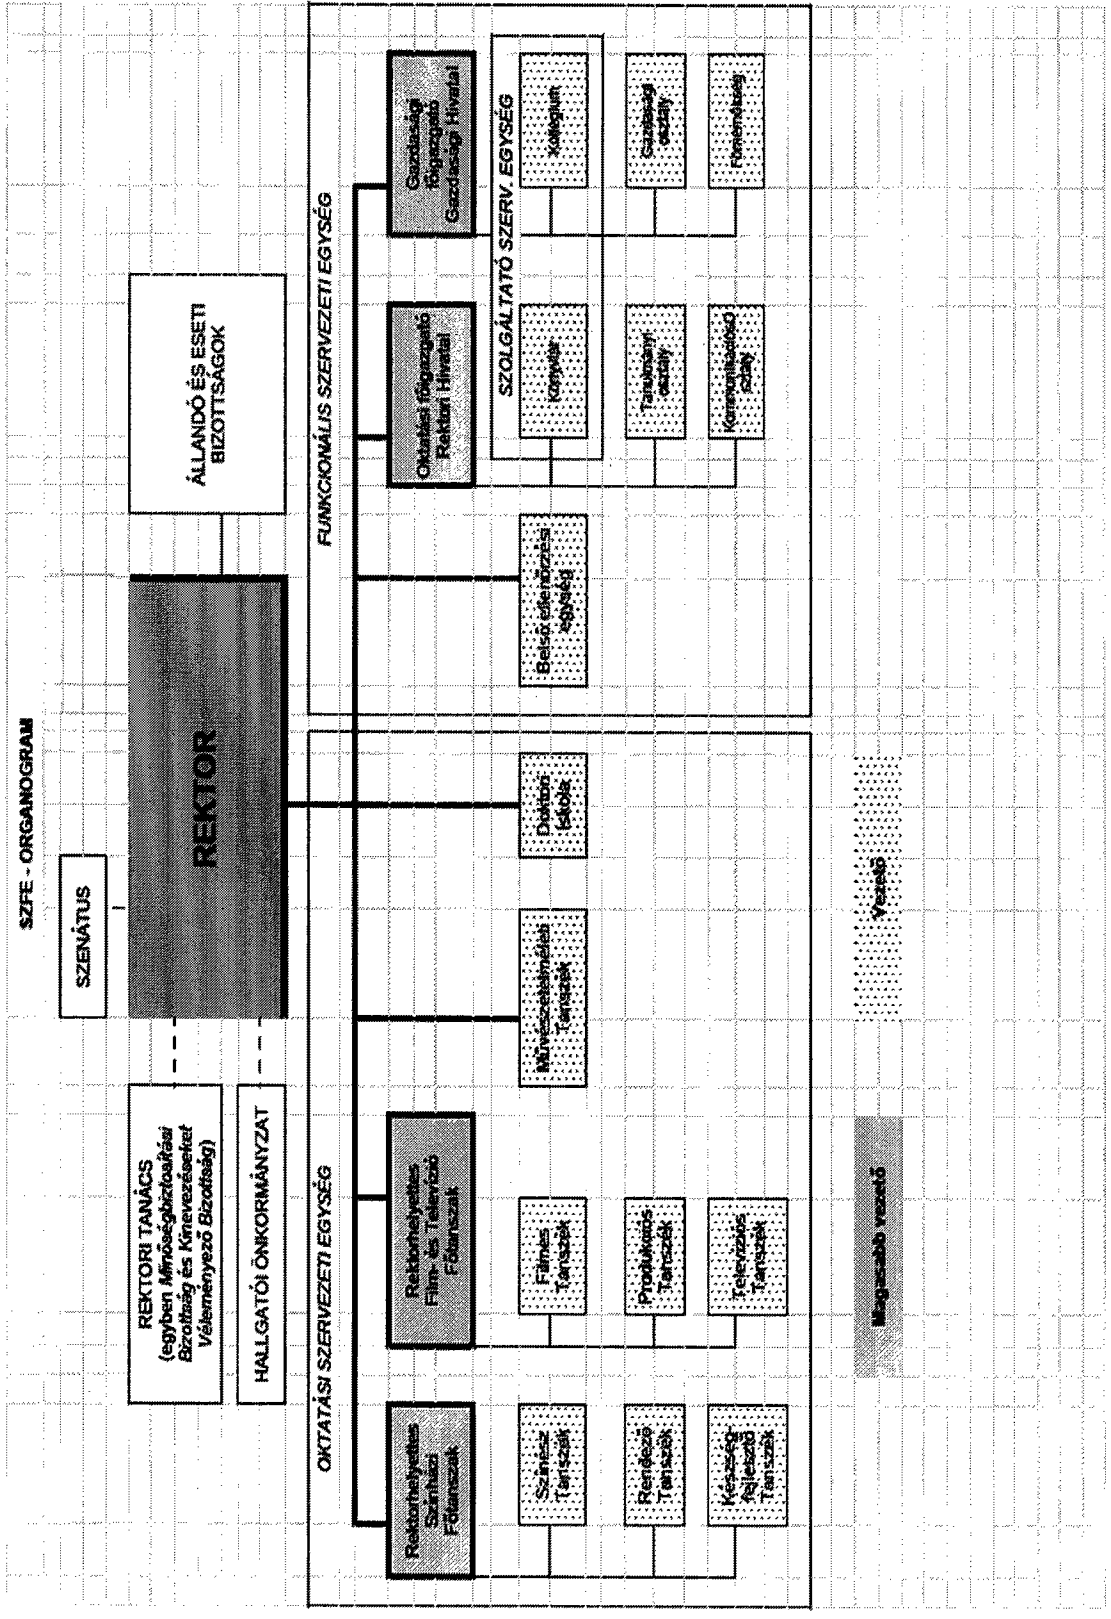 SZFE - ORGANOGRAM
SZENÁTUS
REKTORI TANÁCS
(egyben Minőségbiztosítási
Bizottság és Kinevezéseket
Véleményező Bizottság)
HALLGATÓI ÖNKORMÁNYZAT
REKTOR
ÁLLANDÓ ÉS ESETI
BIZOTTSÁGOK
OKTATÁSI SZERVEZETI EGYSÉG
Rektorhelyettes
Színházi
Főtanszak
Rektorhelyettes
Film- és Televízió
Főtanszak
Színész
Tanszék
Rendező
Tanszék
Készség-
fejlesztő
Tanszék
Filmes
Tanszék
Produkciós
Tanszék
Televíziós
Tanszék
Művészetelméleti
Tanszék
Doktori
Iskola
FUNKCIONÁLIS SZERVEZETI EGYSÉG
Belső ellenőrzési
egység
Oktatási főigazgató
Rektori Hivatal
Gazdasági
főigazgató
Gazdasági Hivatal
SZOLGÁLTATÓ SZERV. EGYSÉG
Könyvtár
Kollégium
Tanulmányi
osztály
KommunikációsO
sztály
Gazdasági
osztály
Főmérnökség
Magasabb vezető
Vezető